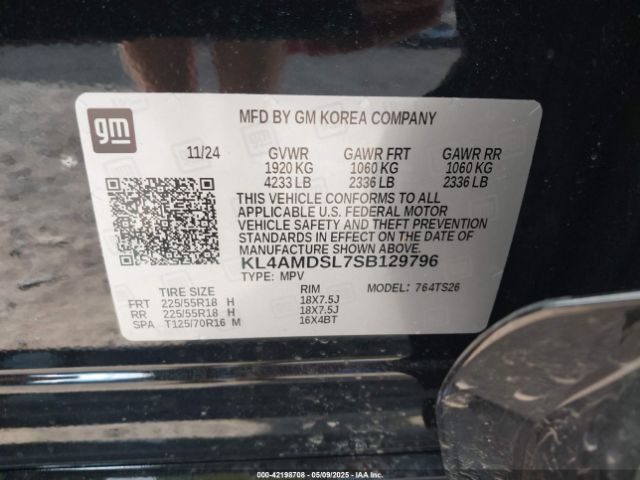 gm
MFD BY GM KOREA COMPANY
11/24 GVWR GAWR FRT GAWR RR
1920 KG 1060 KG 1060 KG
4233 LB 2336 LB 2336 LB
THIS VEHICLE CONFORMS TO ALL
APPLICABLE U.S. FEDERAL MOTOR
VEHICLE SAFETY AND THEFT PREVENTION
STANDARDS IN EFFECT ON THE DATE OF
MANUFACTURE SHOWN ABOVE.
KL4AMDSL7SB129796
TYPE: MPV MODEL: 764TS26
TIRE SIZE RIM
FRT 225/55R18 H 18X7.5J
RR 225/55R18 H 18X7.5J
SPA T125/70R16 M 16X4BT
000-42198708 - 05/09/2025 - IAAI.COM